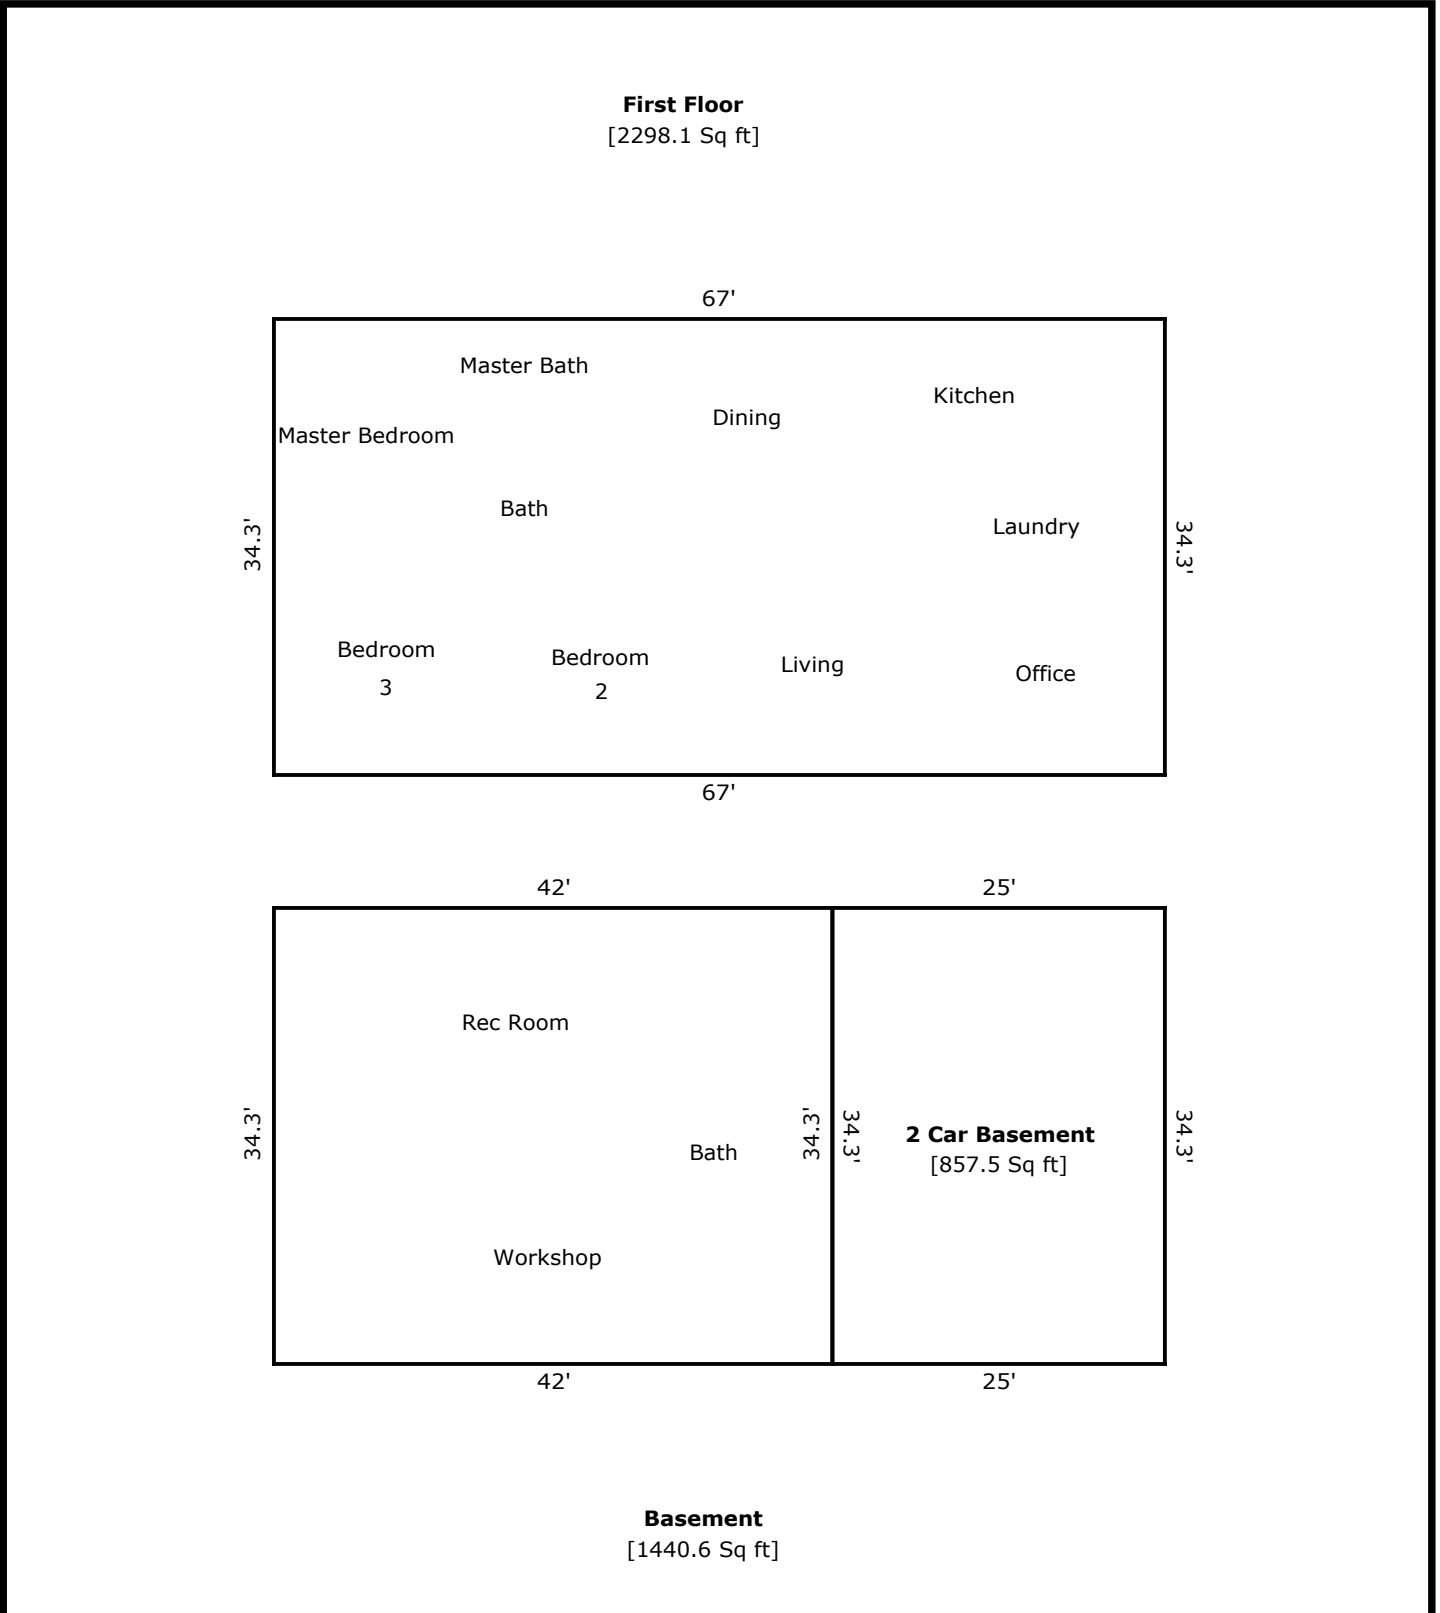 First Floor
[2298.1 Sq ft]
67'
Master Bath
Kitchen
Dining
Master Bedroom
Bath
Laundry
34.3'
34.3'
Bedroom
3
Bedroom
2
Living
Office
67'
42'
25'
Rec Room
34.3'
34.3'
34.3'
34.3'
2 Car Basement
[857.5 Sq ft]
Bath
Workshop
42'
25'
Basement
[1440.6 Sq ft]